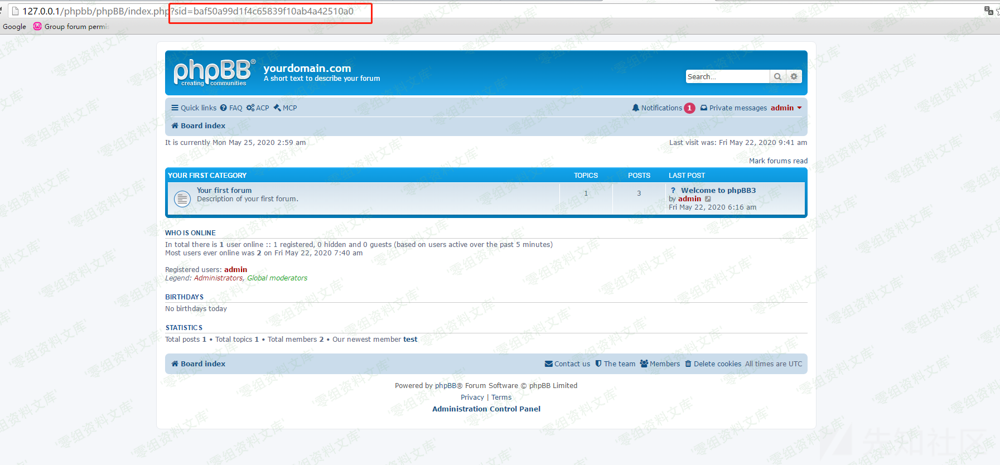 127.0.0.1/phpbb/phpBB/index.php?sid=baf50a99d1f4c65839f10ab4a42510a0
Google Group forum permi
phpBB®
creating communities
yourdomain.com
A short text to describe your forum
Search...
Quick links FAQ ACP MCP
Notifications 1 Private messages admin
Board index
It is currently Mon May 25, 2020 2:59 am
Last visit was: Fri May 22, 2020 9:41 am
Mark forums read
YOUR FIRST CATEGORY TOPICS POSTS LAST POST
Your first forum
Description of your first forum.
1
3
? Welcome to phpBB3
by admin
Fri May 22, 2020 6:16 am
WHO IS ONLINE
In total there is 1 user online :: 1 registered, 0 hidden and 0 guests (based on users active over the past 5 minutes)
Most users ever online was 2 on Fri May 22, 2020 7:40 am
Registered users: admin
Legend: Administrators, Global moderators
BIRTHDAYS
No birthdays today
STATISTICS
Total posts 1 • Total topics 1 • Total members 2 • Our newest member test
Board index
Contact us The team Members Delete cookies All times are UTC
Powered by phpBB® Forum Software © phpBB Limited
Privacy | Terms
Administration Control Panel
'零组资料文库'
先知社区